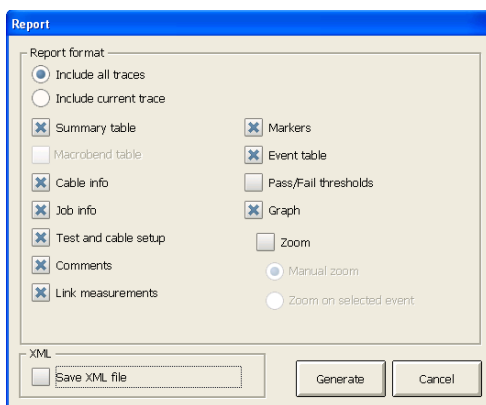 Report
Report format
Include all traces
Include current trace
Summary table
Macrobend table
Cable info
Job info
Test and cable setup
Comments
Link measurements
Markers
Event table
Pass/Fail thresholds
Graph
Zoom
Manual zoom
Zoom on selected event
XML
Save XML file
Generate
Cancel